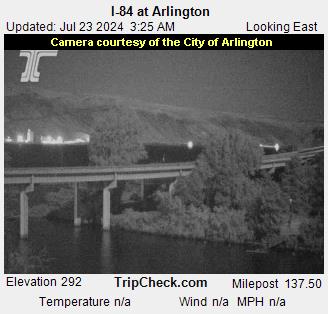 I-84 at Arlington
Updated: Jul 23 2024 3:25 AM Looking East
Camera courtesy of the City of Arlington
Elevation 292 TripCheck.com Milepost 137.50
Temperature n/a Wind n/a MPH n/a